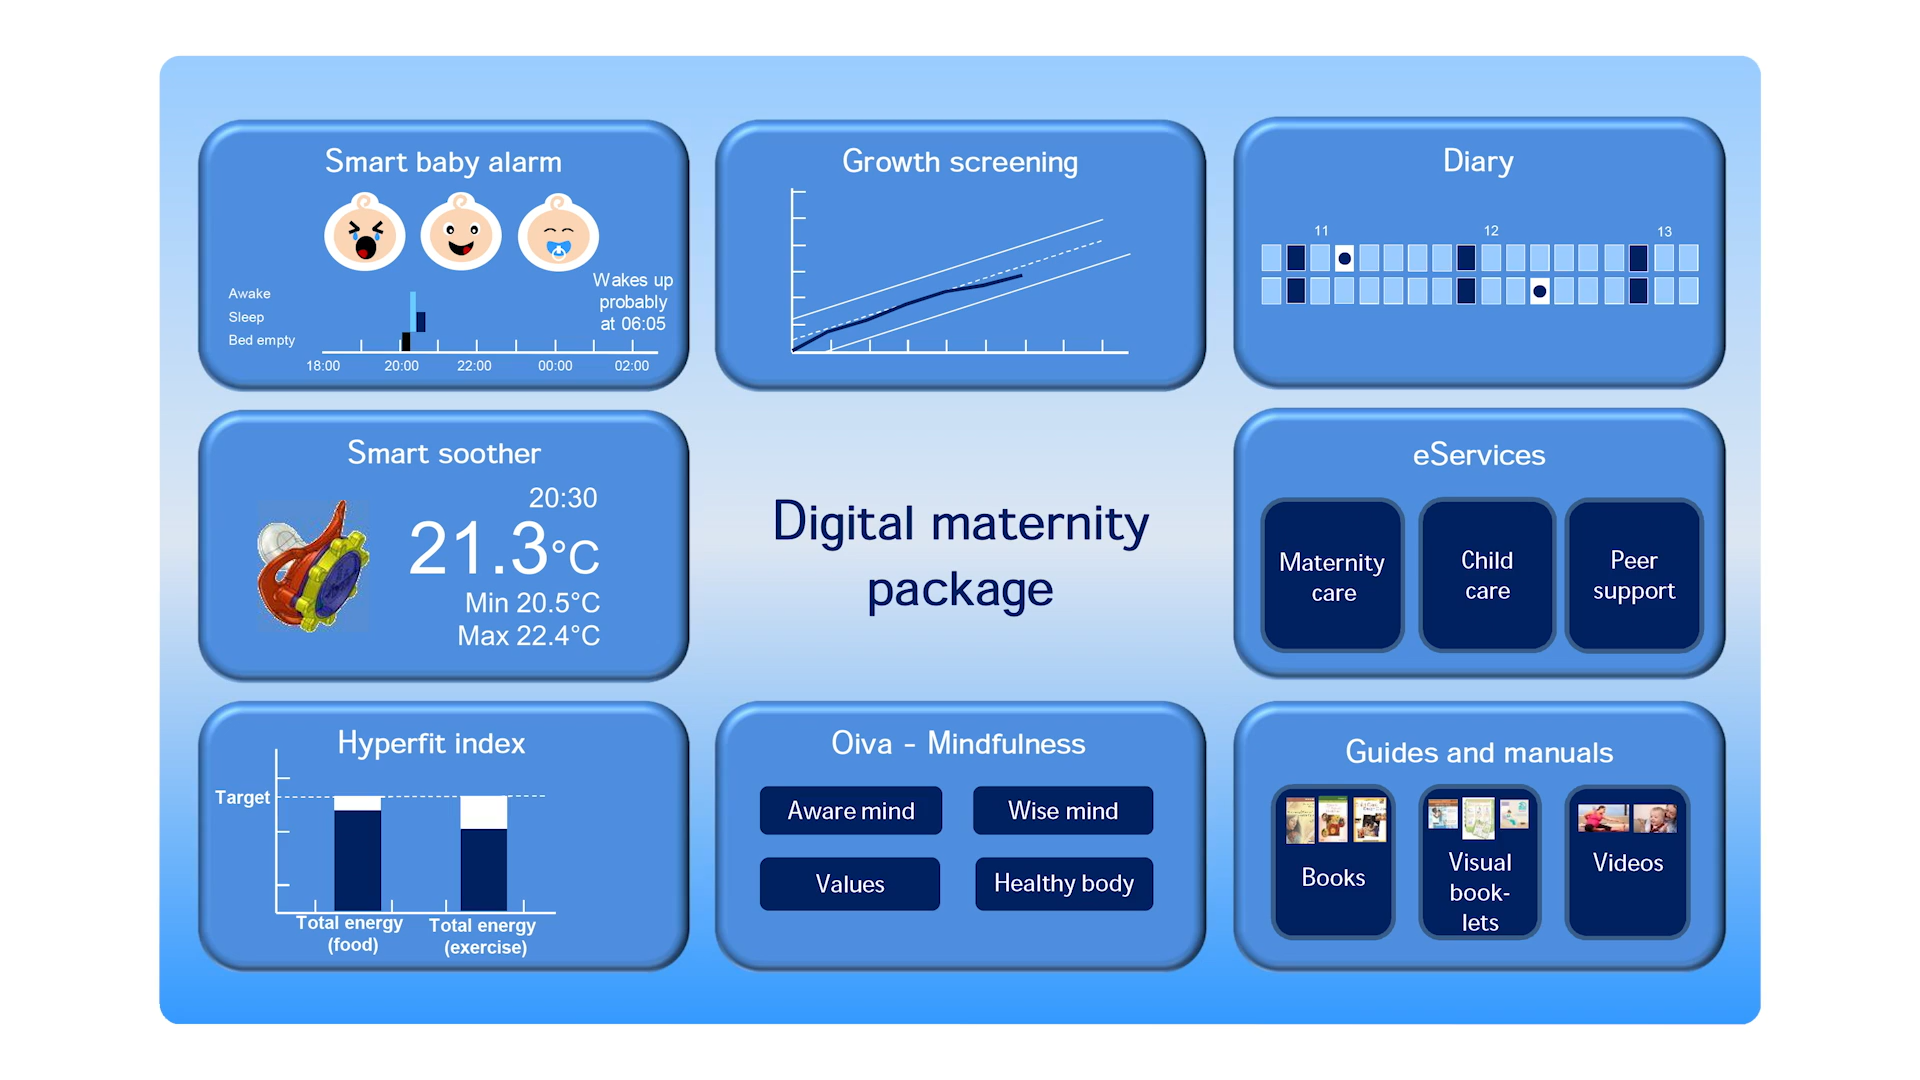 Smart baby alarm
Wakes up
probably
at 06:05
Awake
Sleep
Bed empty
18:00 20:00 22:00 00:00 02:00
Growth screening
Diary
11 12 13
Smart soother
20:30
21.3°C
Min 20.5°C
Max 22.4°C
Digital maternity
package
eServices
Maternity
care
Child
care
Peer
support
Hyperfit index
Target
Total energy
(food)
Total energy
(exercise)
Oiva - Mindfulness
Aware mind
Wise mind
Values
Healthy body
Guides and manuals
Books
Visual
book-
lets
Videos